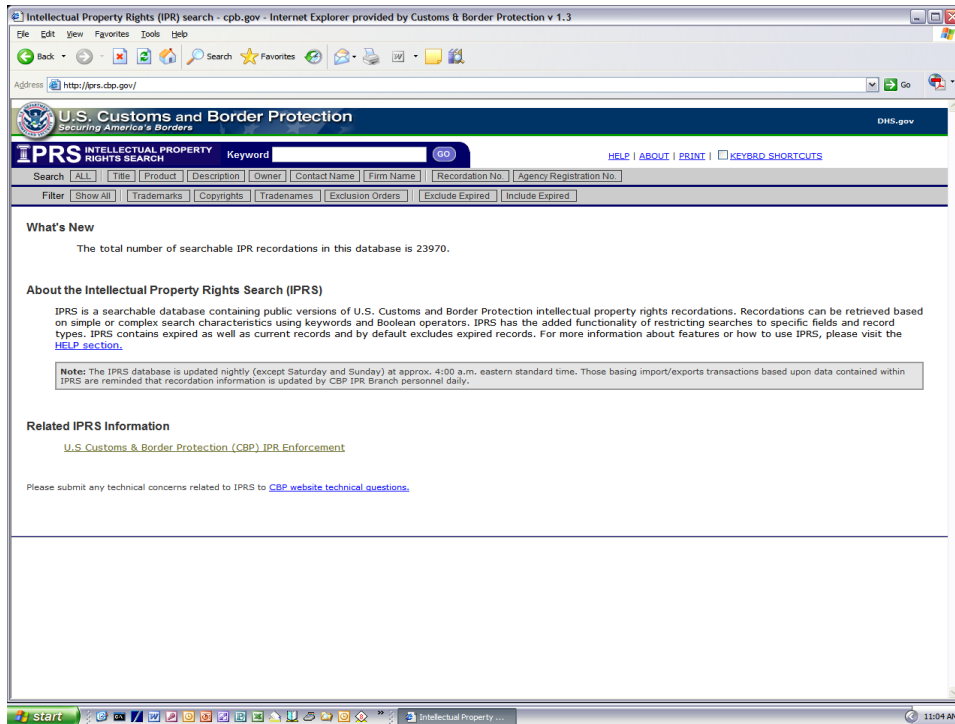 Intellectual Property Rights (IPR) search - cpb.gov - Internet Explorer provided by Customs & Border Protection v 1.3
File Edit View Favorites Tools Help
Back Search Favorites
Address http://iprs.cbp.gov/ Go
U.S. Customs and Border Protection
Securing America's Borders
DHS.gov
IPRS INTELLECTUAL PROPERTY RIGHTS SEARCH Keyword GO HELP | ABOUT | PRINT | KEYBRD SHORTCUTS
Search ALL Title Product Description Owner Contact Name Firm Name Recordation No. Agency Registration No.
Filter Show All Trademarks Copyrights Tradenames Exclusion Orders Exclude Expired Include Expired
What's New
The total number of searchable IPR recordations in this database is 23970.
About the Intellectual Property Rights Search (IPRS)
IPRS is a searchable database containing public versions of U.S. Customs and Border Protection intellectual property rights recordations. Recordations can be retrieved based
on simple or complex search characteristics using keywords and Boolean operators. IPRS has the added functionality of restricting searches to specific fields and record
types. IPRS contains expired as well as current records and by default excludes expired records. For more information about features or how to use IPRS, please visit the
HELP section.
Note: The IPRS database is updated nightly (except Saturday and Sunday) at approx. 4:00 a.m. eastern standard time. Those basing import/exports transactions based upon data contained within
IPRS are reminded that recordation information is updated by CBP IPR Branch personnel daily.
Related IPRS Information
U.S Customs & Border Protection (CBP) IPR Enforcement
Please submit any technical concerns related to IPRS to CBP website technical questions.
start Intellectual Property ... 11:04 AM